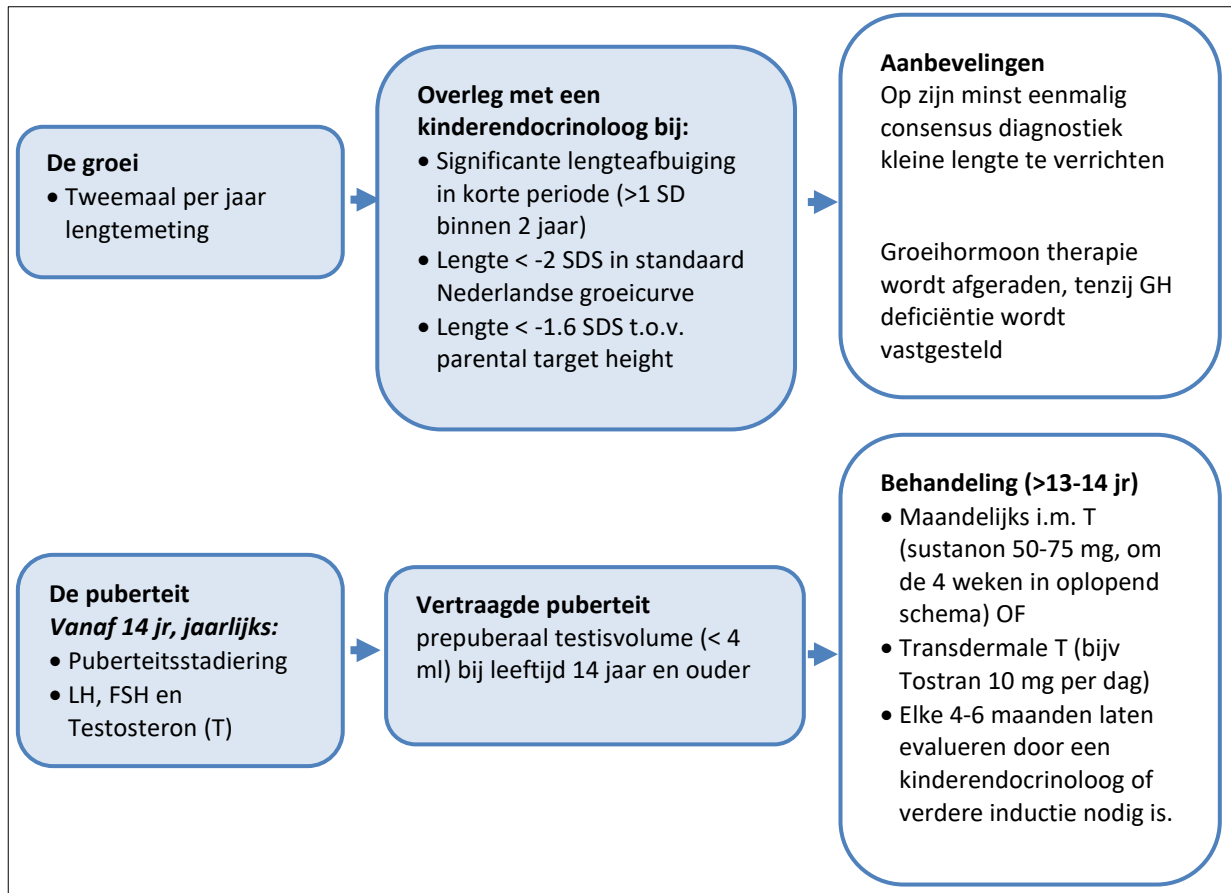 De groei
• Tweemaal per jaar
lengtemeting
Overleg met een
kinderendocrinoloog bij:
• Significante lengteafbuiging
in korte periode (>1 SD
binnen 2 jaar)
• Lengte < -2 SDS in standaard
Nederlandse groeicurve
• Lengte < -1.6 SDS t.o.v.
parental target height
Aanbevelingen
Op zijn minst eenmalig
consensus diagnostiek
kleine lengte te verrichten
Groeihormoon therapie
wordt afgeraden, tenzij GH
deficiëntie wordt
vastgesteld
De puberteit
Vanaf 14 jr, jaarlijks:
• Puberteitsstadiering
• LH, FSH en
Testosteron (T)
Vertraagde puberteit
prepuberaal testisvolume (< 4
ml) bij leeftijd 14 jaar en ouder
Behandeling (>13-14 jr)
• Maandelijks i.m. T
(sustanon 50-75 mg, om
de 4 weken in oplopend
schema) OF
• Transdermale T (bijv
Tostran 10 mg per dag)
• Elke 4-6 maanden laten
evalueren door een
kinderendocrinoloog of
verdere inductie nodig is.